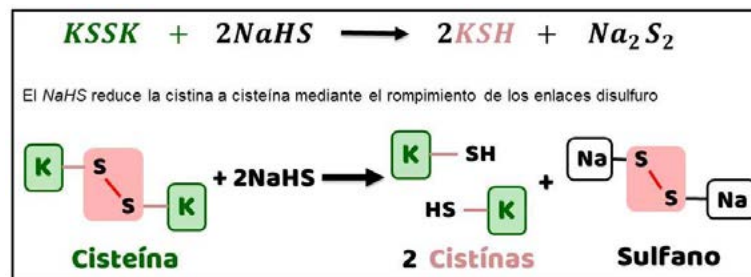 KSSK + 2NaHS → 2KSH + Na₂S₂
El NaHS reduce la cistina a cisteína mediante el rompimiento de los enlaces disulfuro
K S S K + 2NaHS → K SH HS K + Na S S Na
Cisteína 2 Cistínas Sulfano